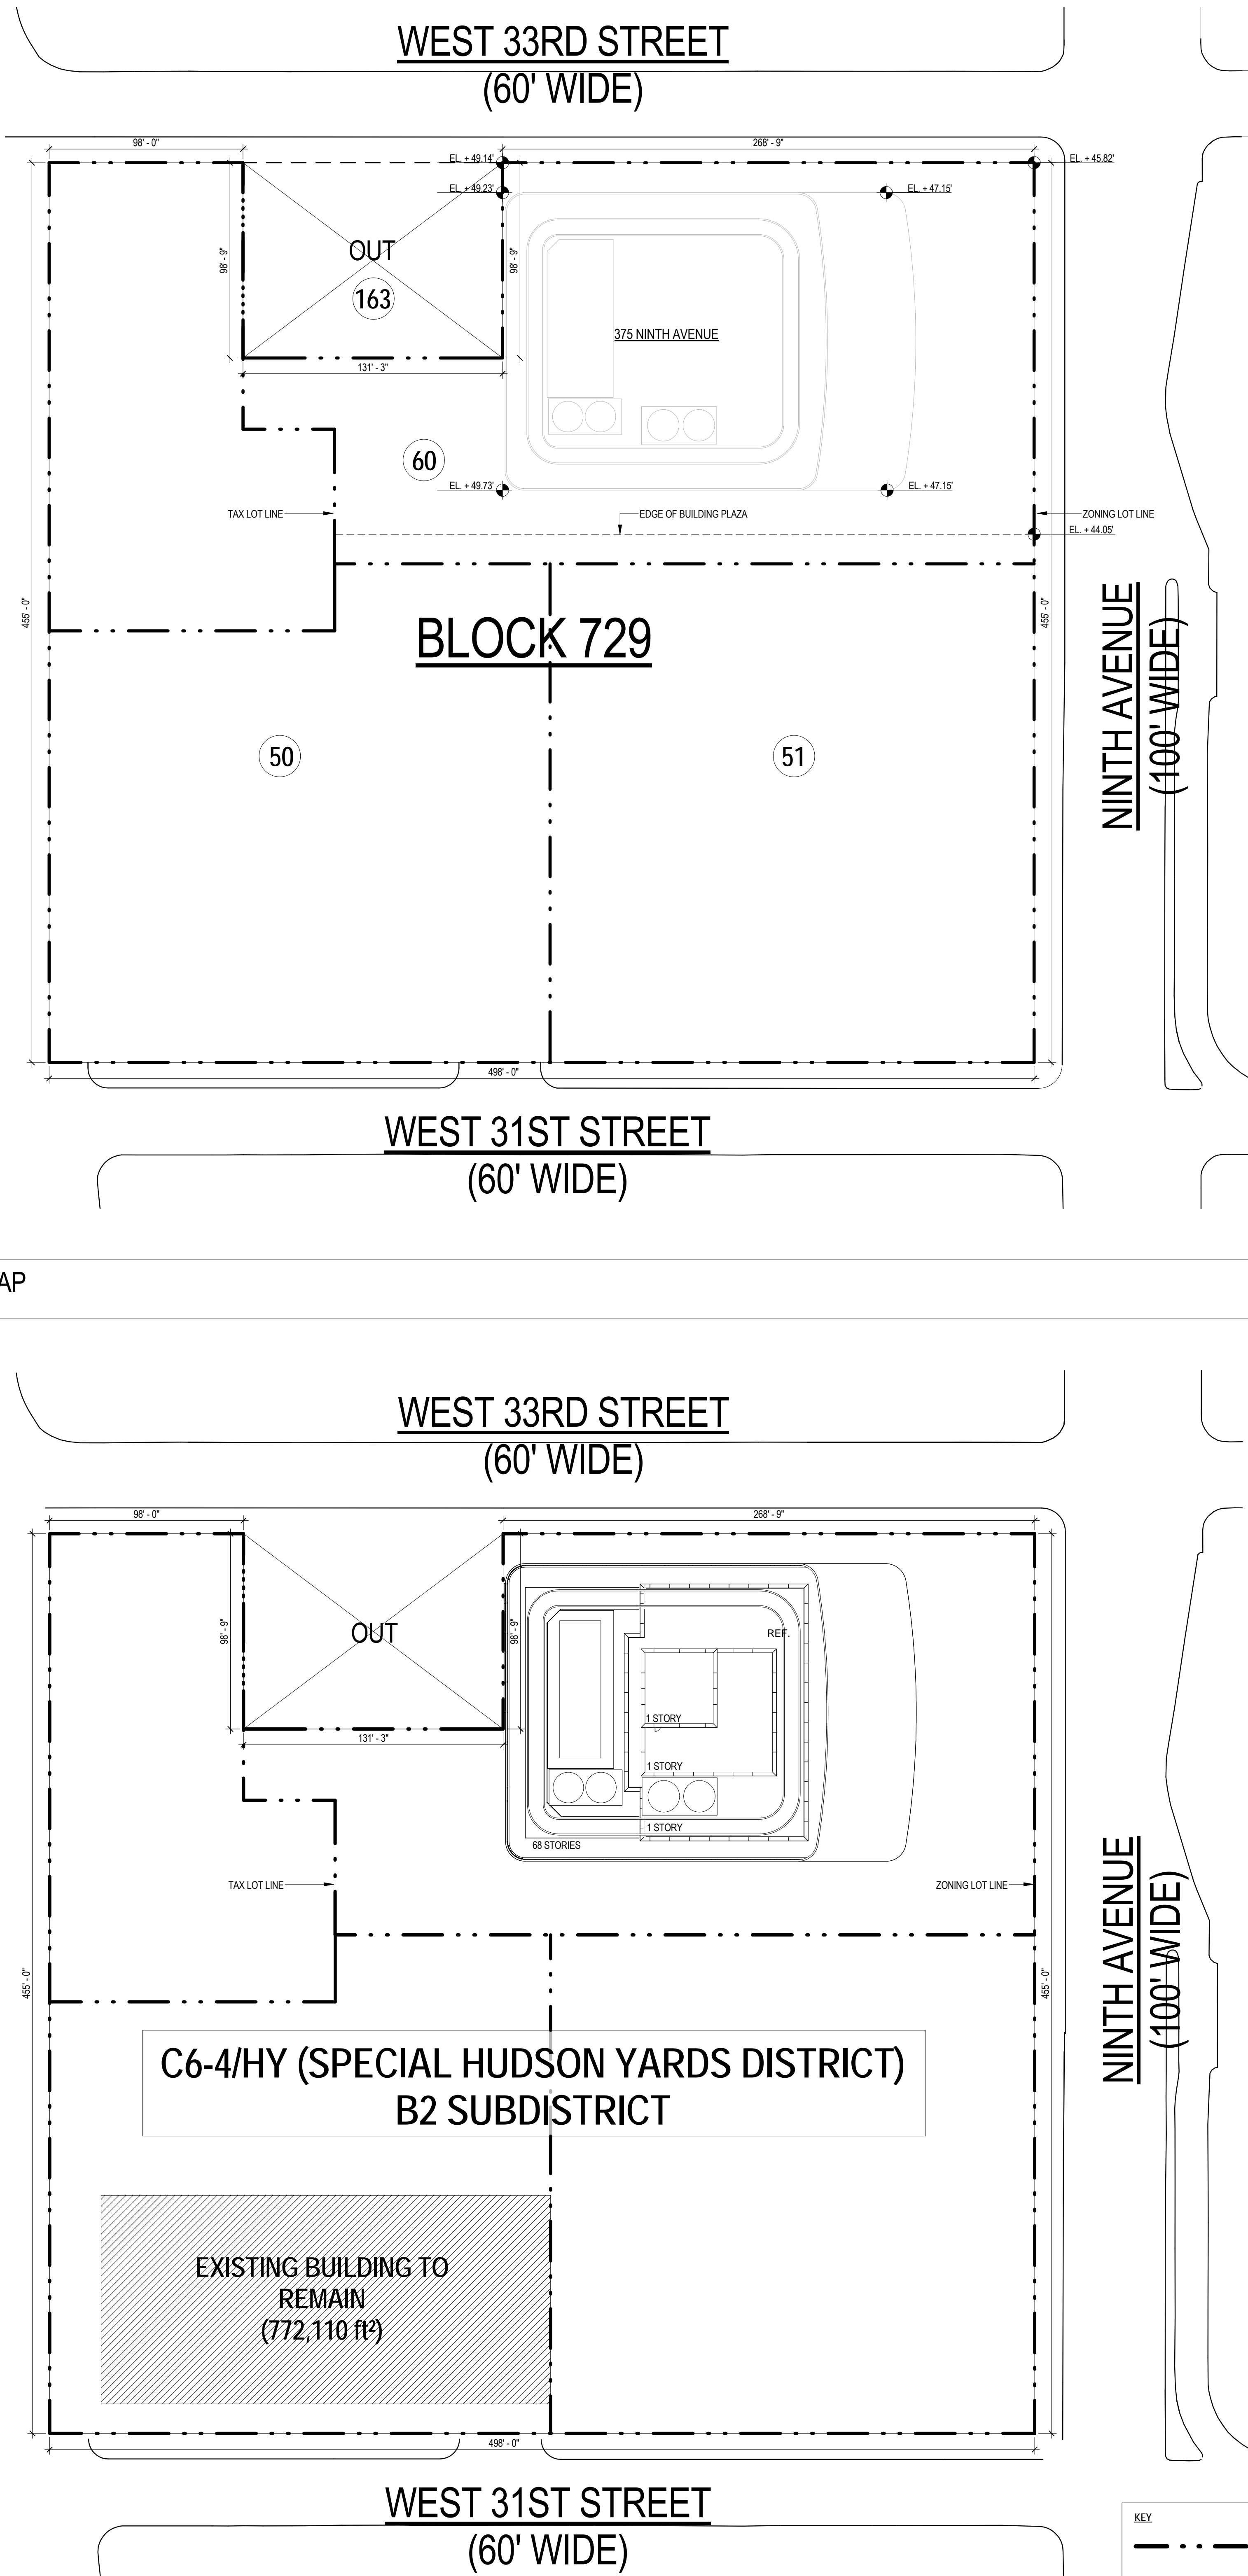 WEST 33RD STREET
(60' WIDE)
98' - 0"
268' - 9"
EL. + 49.14'
EL. + 45.82'
EL. + 49.23'
EL. + 47.15'
98' - 9"
OUT
98' - 9"
163
375 NINTH AVENUE
131' - 3"
60
EL. + 49.73'
EL. + 47.15'
TAX LOT LINE
EDGE OF BUILDING PLAZA
ZONING LOT LINE
EL. + 44.05'
455' - 0"
BLOCK 729
455' - 0"
NINTH AVENUE
(100' WIDE)
50
51
498' - 0"
WEST 31ST STREET
(60' WIDE)
AP
WEST 33RD STREET
(60' WIDE)
98' - 0"
268' - 9"
98' - 9"
OUT
98' - 9"
REF.
1 STORY
131' - 3"
1 STORY
1 STORY
68 STORIES
TAX LOT LINE
ZONING LOT LINE
455' - 0"
455' - 0"
NINTH AVENUE
(100' WIDE)
C6-4/HY (SPECIAL HUDSON YARDS DISTRICT)
B2 SUBDISTRICT
EXISTING BUILDING TO
REMAIN
(772,110 ft²)
498' - 0"
WEST 31ST STREET
(60' WIDE)
KEY